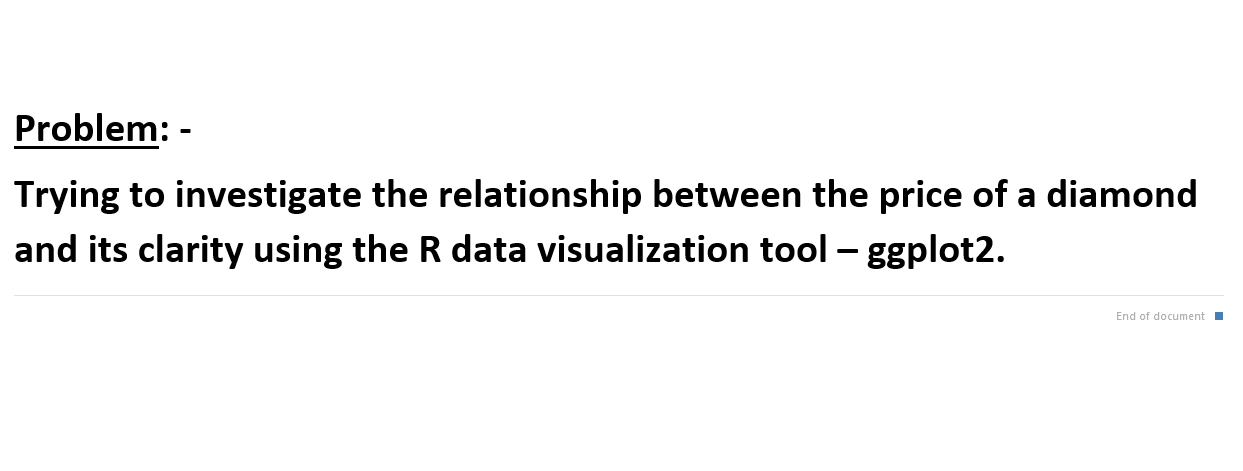 Problem: -
Trying to investigate the relationship between the price of a diamond
and its clarity using the R data visualization tool – ggplot2.
End of document